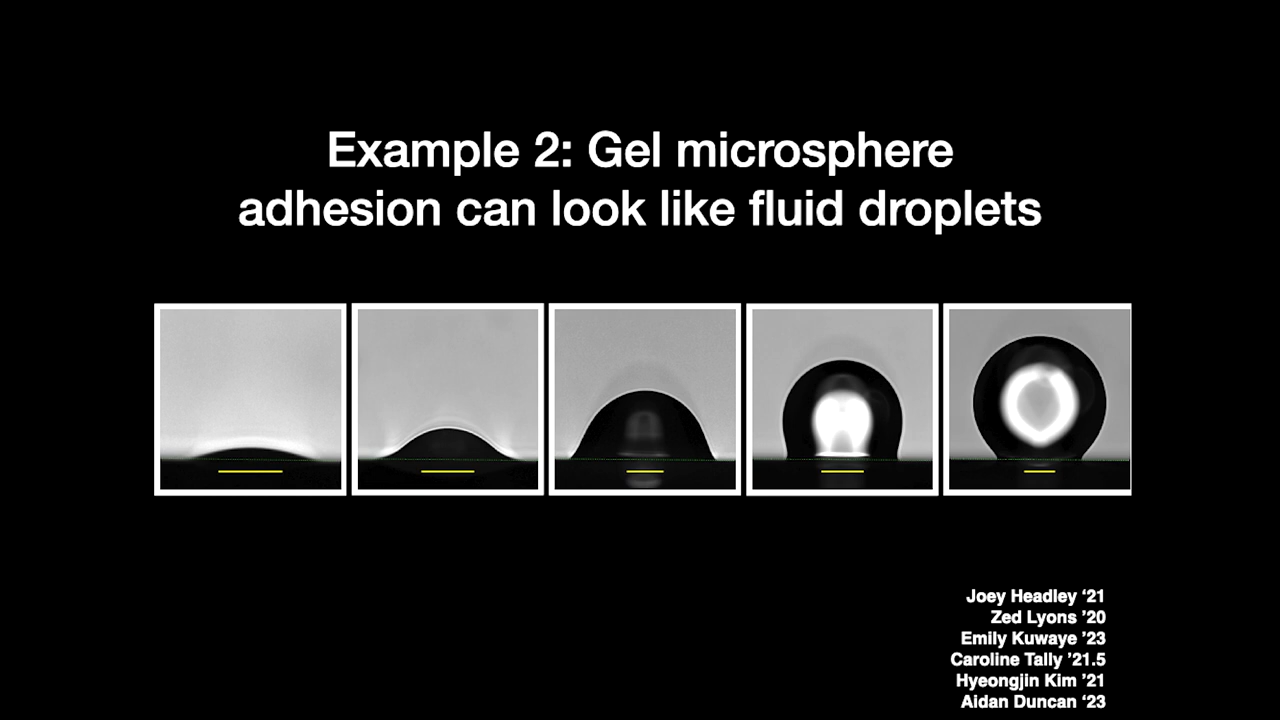 Example 2: Gel microsphere
adhesion can look like fluid droplets
Joey Headley ‘21
Zed Lyons ’20
Emily Kuwaye ’23
Caroline Tally ’21.5
Hyeongjin Kim ’21
Aidan Duncan ‘23